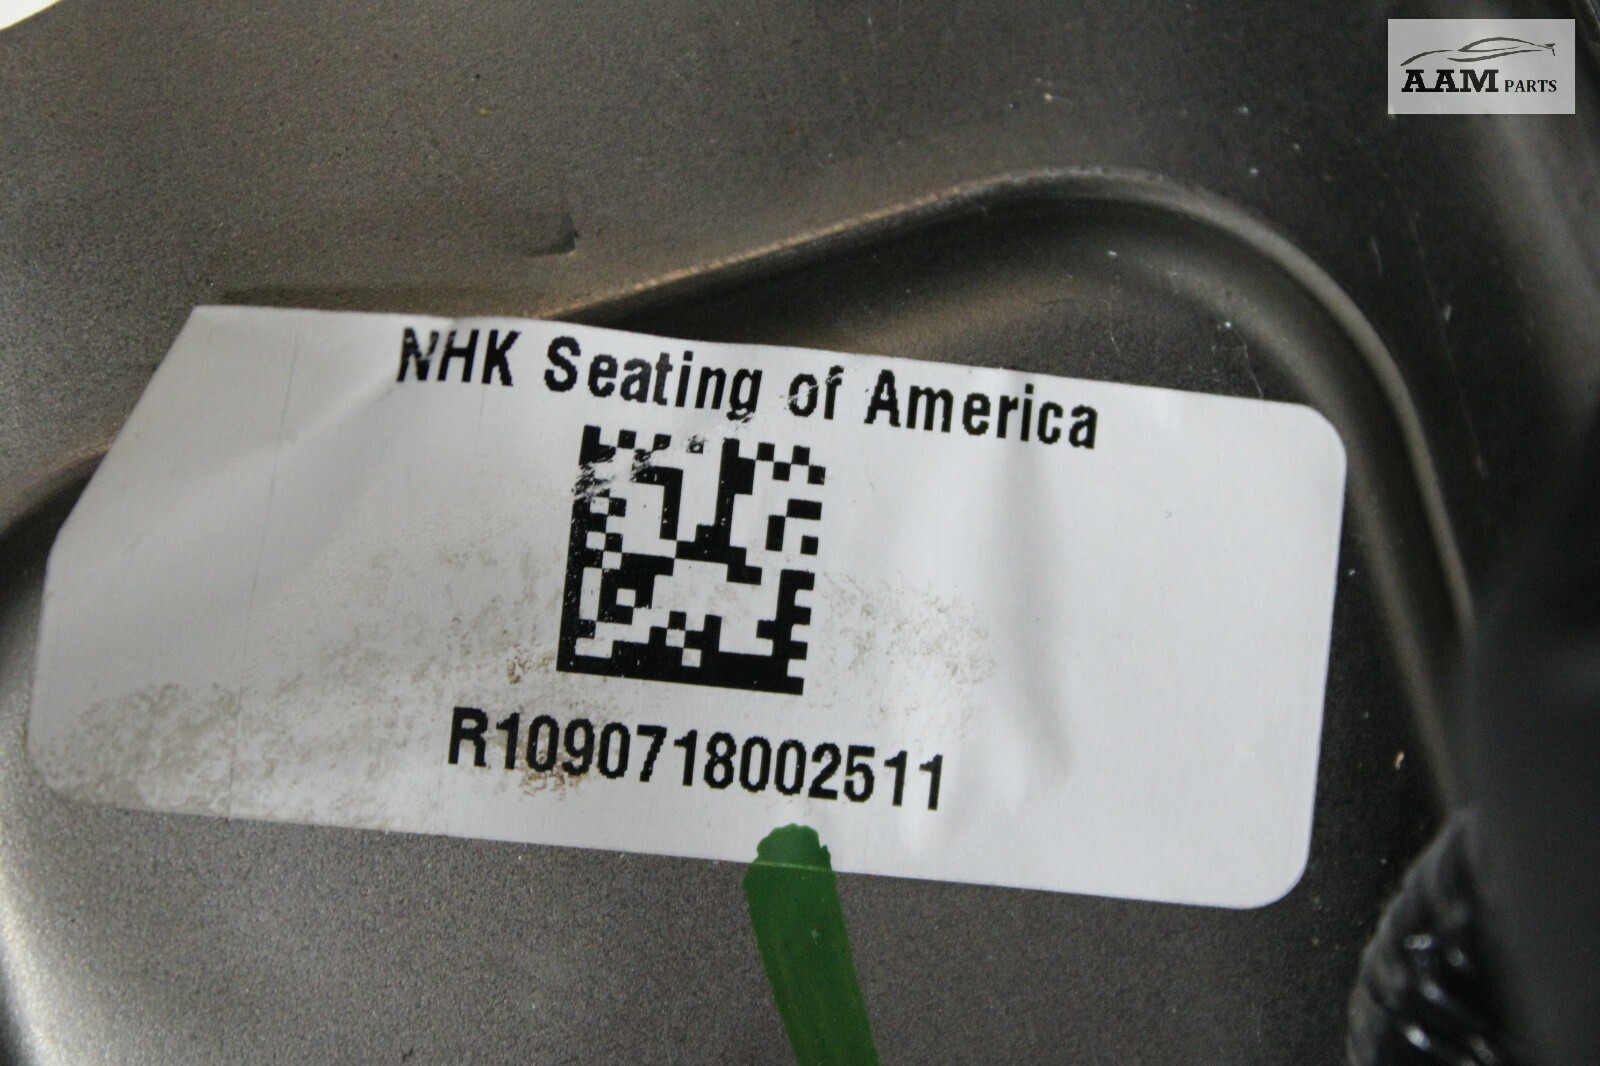 AAM PARTS
NHK Seating of America
R1090718002511